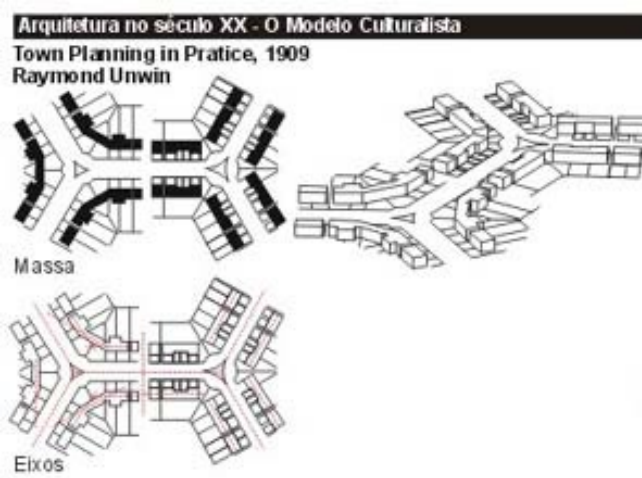 Arquitetura no século XX - O Modelo Culturalista
Town Planning in Pratice, 1909
Raymond Unwin
Massa
Eixos